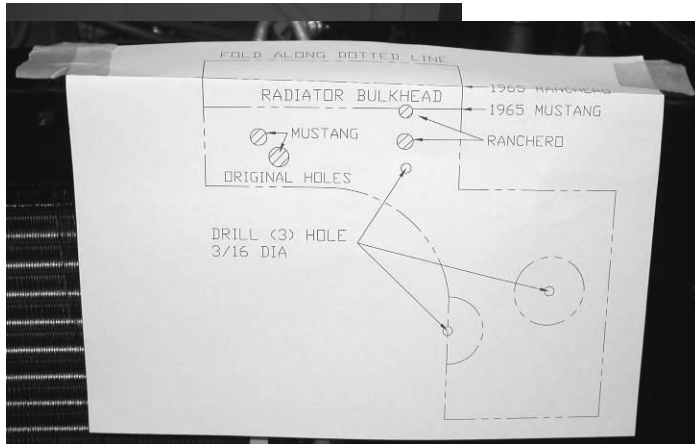 FOLD ALONG DOTTED LINE
1965 RANCHERO
RADIATOR BULKHEAD
1965 MUSTANG
MUSTANG
RANCHERO
ORIGINAL HOLES
DRILL (3) HOLE
3/16 DIA